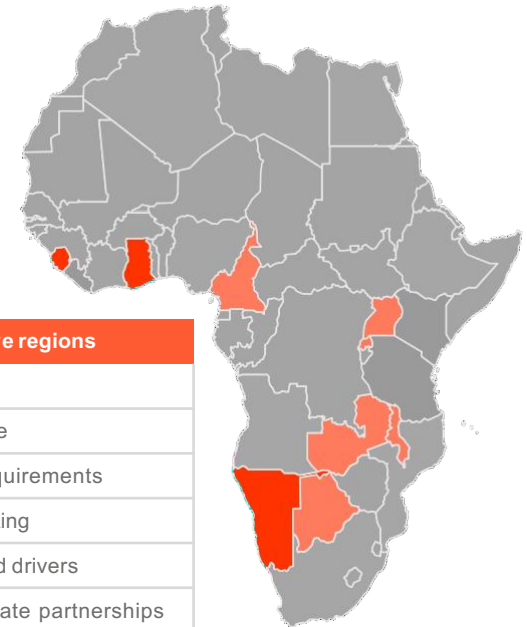 e regions
e
quirements
ing
d drivers
ate partnerships